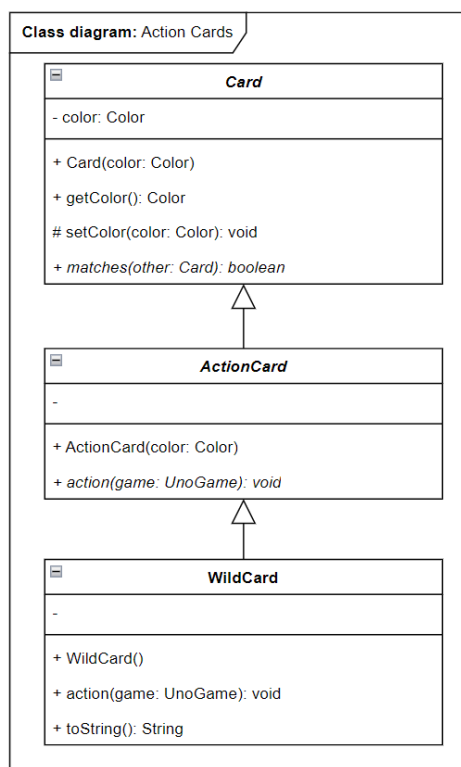 Class diagram: Action Cards
Card
- color: Color
+ Card(color: Color)
+ getColor(): Color
# setColor(color: Color): void
+ matches(other: Card): boolean
ActionCard
-
+ ActionCard(color: Color)
+ action(game: UnoGame): void
WildCard
-
+ WildCard()
+ action(game: UnoGame): void
+ toString(): String